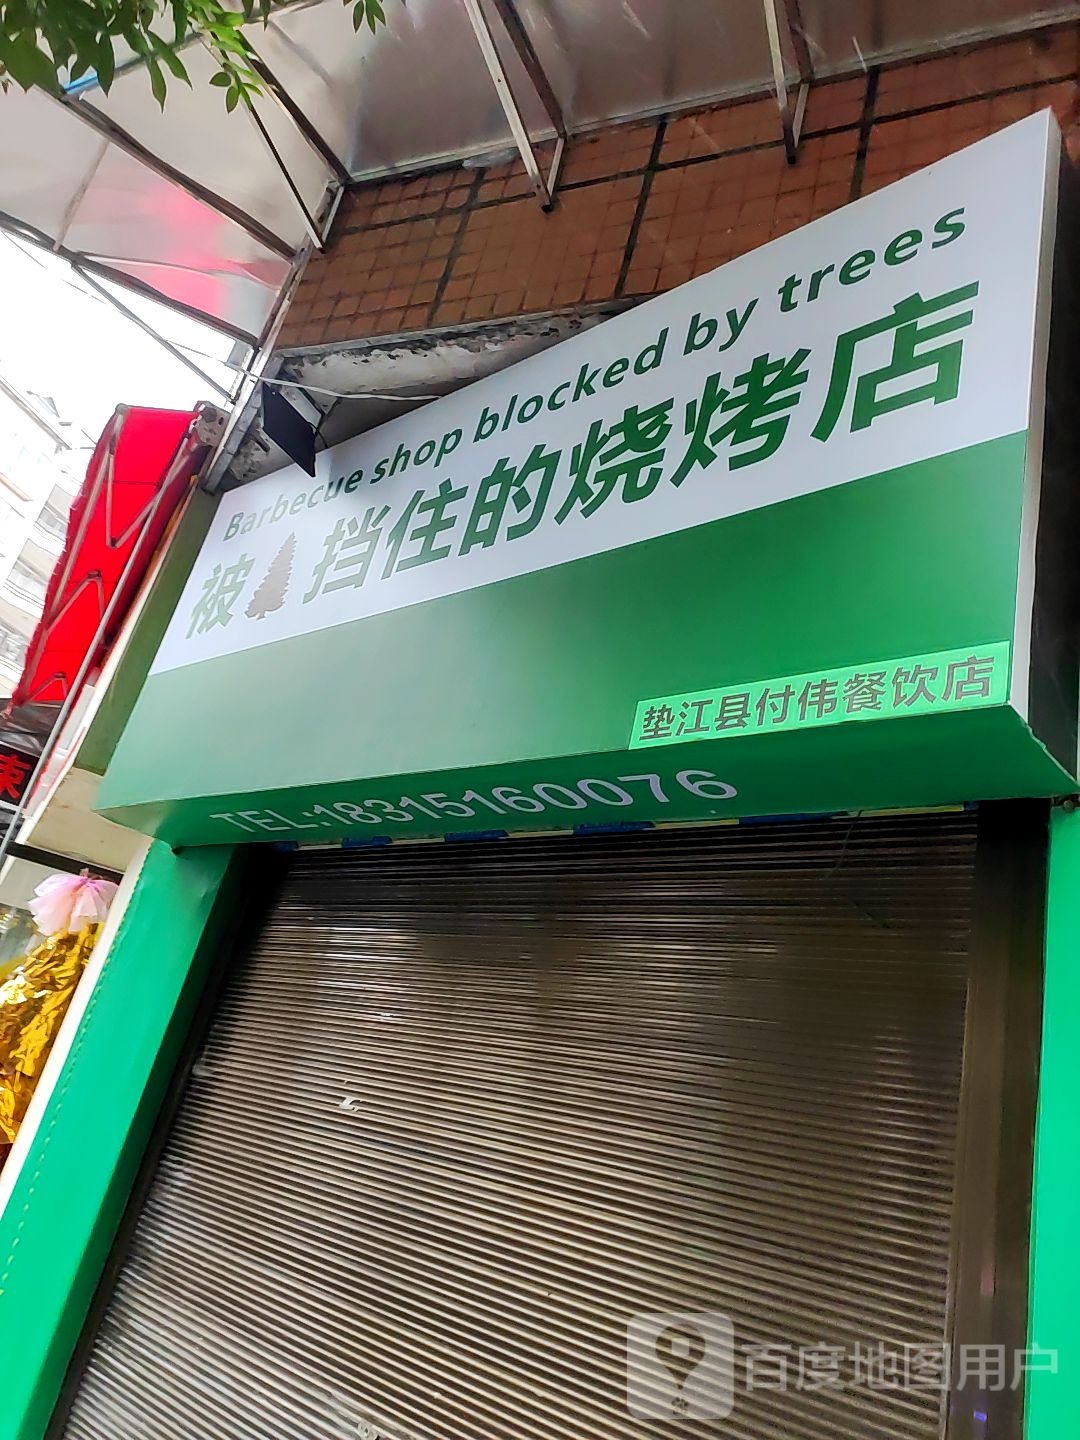 Barbecue shop blocked by trees
被挡住的烧烤店
垫江县付伟餐饮店
TEL:18315160076
束
百度地图用户